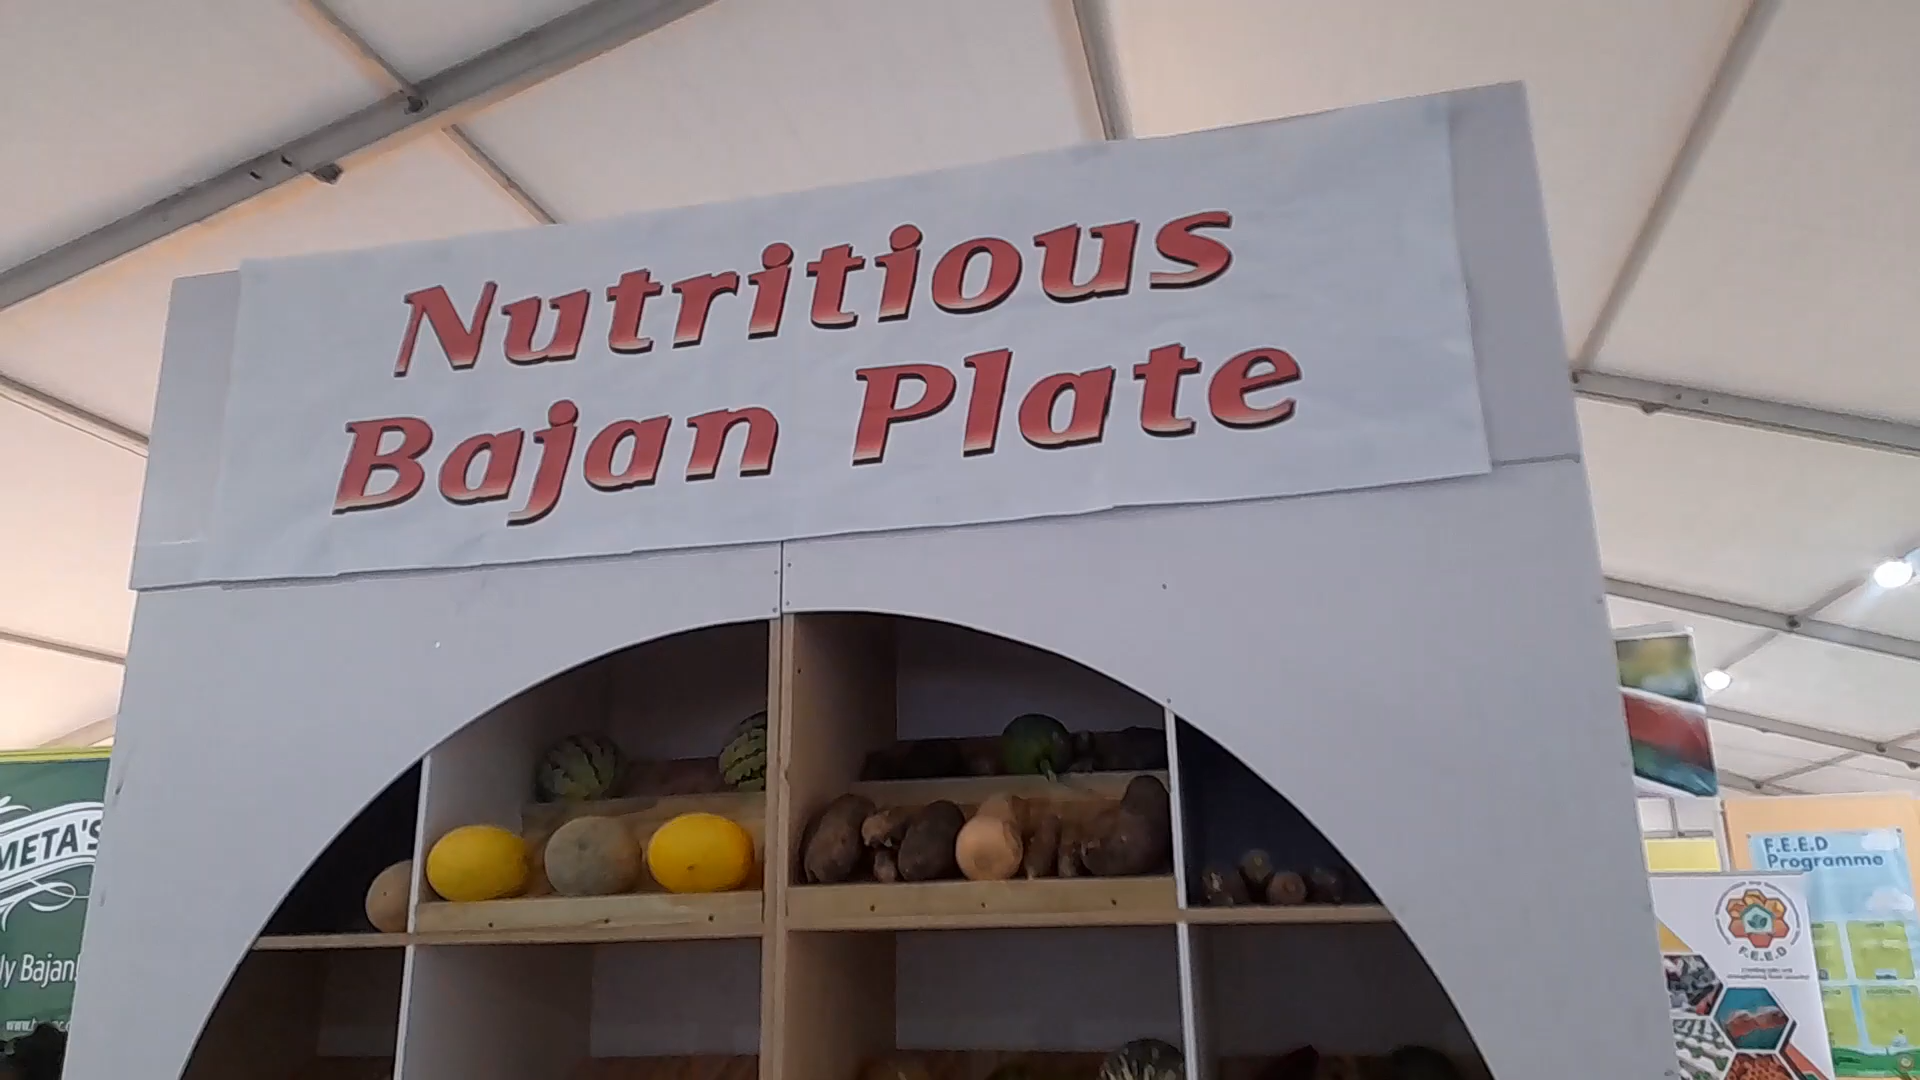 Nutritious
Bajan Plate
META'S
ly Bajan!
F.E.E.D
Programme
F.E.E.D